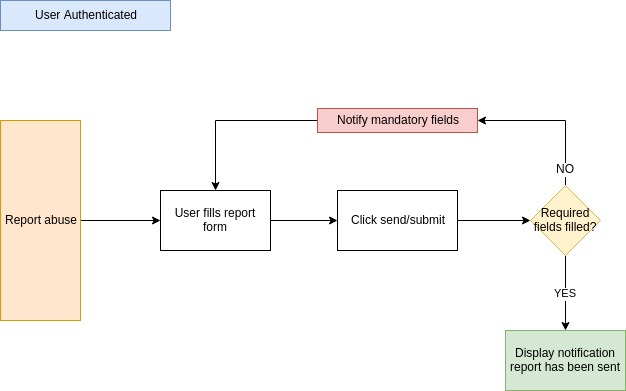 User Authenticated
Notify mandatory fields
NO
Report abuse
User fills report
form
Click send/submit
Required
fields filled?
YES
Display notification
report has been sent